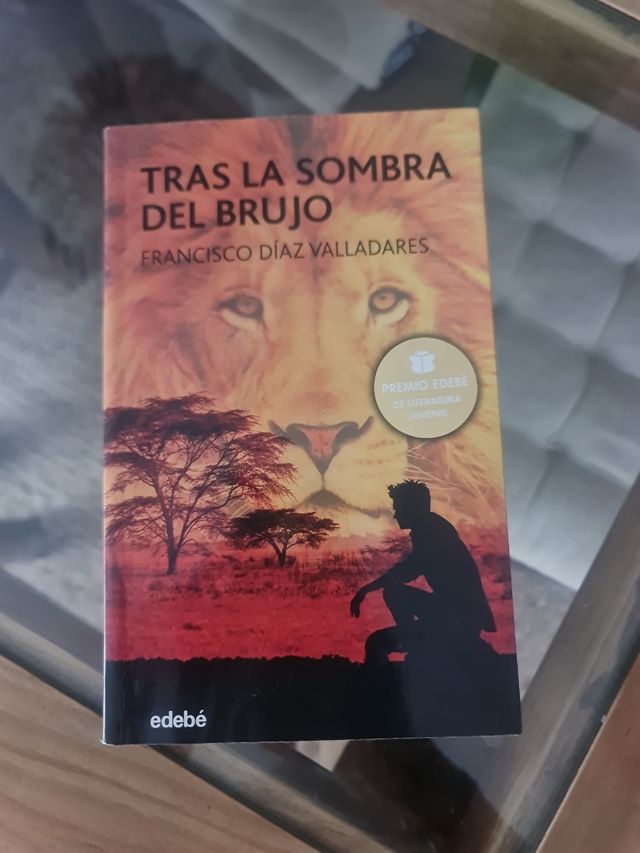 TRAS LA SOMBRA
DEL BRUJO
FRANCISCO DÍAZ VALLADARES
PREMIO EDEBÉ
DE LITERATURA
JUVENIL
edebé